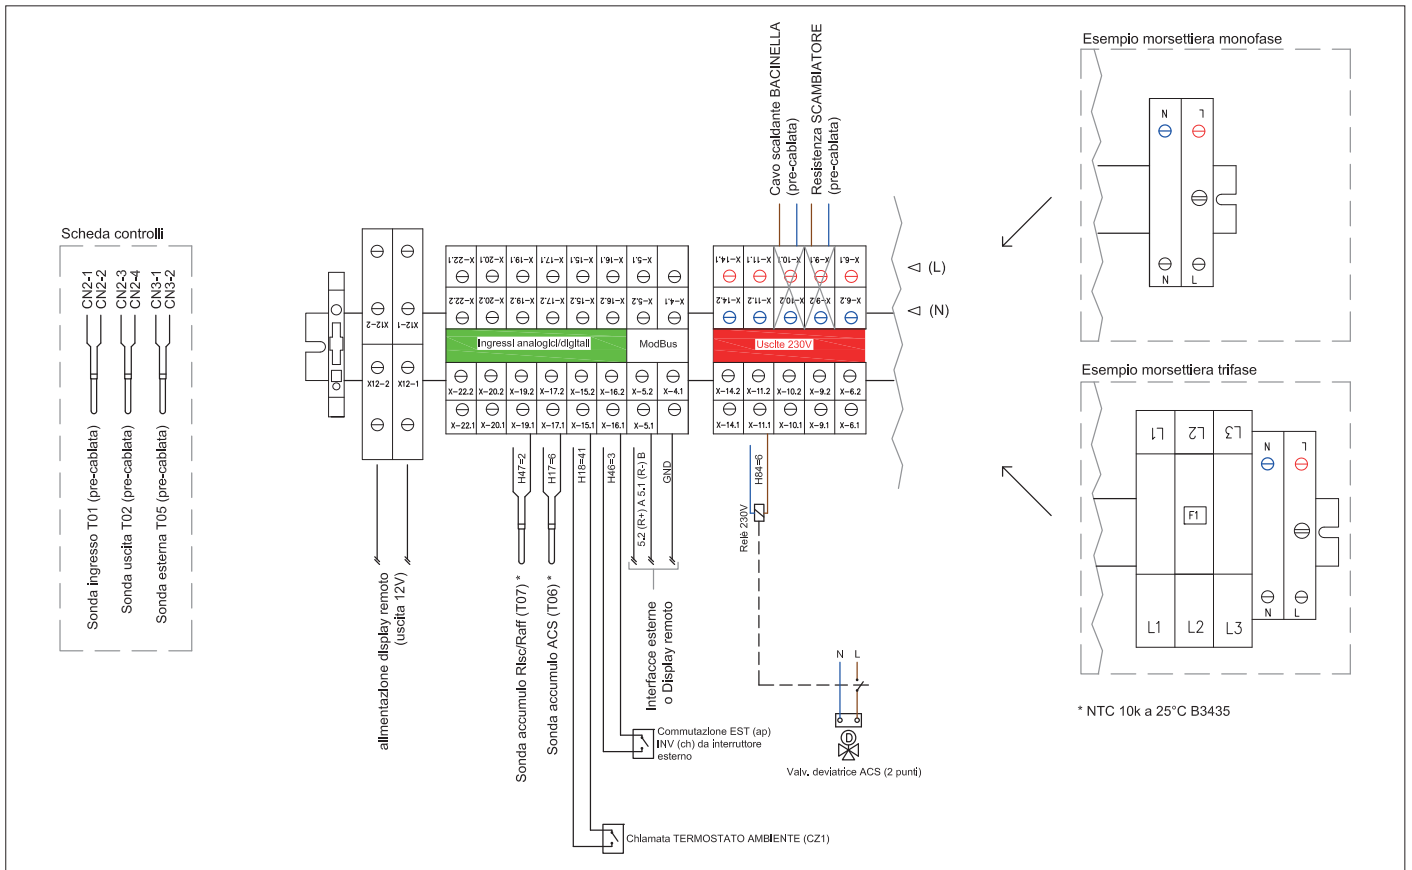 Scheda controlli
CN2-1
CN2-2
CN2-3
CN2-4
CN3-1
CN3-2
Sonda ingresso T01 (pre-cablata)
Sonda uscita T02 (pre-cablata)
Sonda esterna T05 (pre-cablata)
X12-2
X12-1
X12-2
X12-1
alimentazione display remoto
(uscita 12V)
X-22.1
X-20.1
X-19.1
X-17.1
X-15.1
X-16.1
X-5.1
X-22.2
X-20.2
X-19.2
X-17.2
X-15.2
X-16.2
X-5.2
X-4.1
Ingressi analogici/digitali
ModBus
X-22.2
X-20.2
X-19.2
X-17.2
X-15.2
X-16.2
X-5.2
X-4.1
X-22.1
X-20.1
X-19.1
X-17.1
X-15.1
X-16.1
X-5.1
H47=2
H17=6
H18=41
H46=3
5.2 (R+) A 5.1 (R-) B
GND
Sonda accumulo Risc/Raff (T07) *
Sonda accumulo ACS (T06) *
Interfacce esterne
o Display remoto
Commutazione EST (ap)
INV (ch) da interruttore
esterno
Chiamata TERMOSTATO AMBIENTE (CZ1)
Cavo scaldante BACINELLA
(pre-cablata)
Resistenza SCAMBIATORE
(pre-cablata)
X-14.1
X-11.1
X-10.1
X-9.1
X-6.1
X-14.2
X-11.2
X-10.2
X-9.2
X-6.2
Uscite 230V
X-14.2
X-11.2
X-10.2
X-9.2
X-6.2
X-14.1
X-11.1
X-10.1
X-9.1
X-6.1
(L)
(N)
H84=6
Relè 230V
N
L
D
Valv. deviatrice ACS (2 punti)
Esempio morsettiera monofase
N
L
N
L
Esempio morsettiera trifase
L1
L2
L3
N
L
F1
N
L
L1
L2
L3
* NTC 10k a 25°C B3435